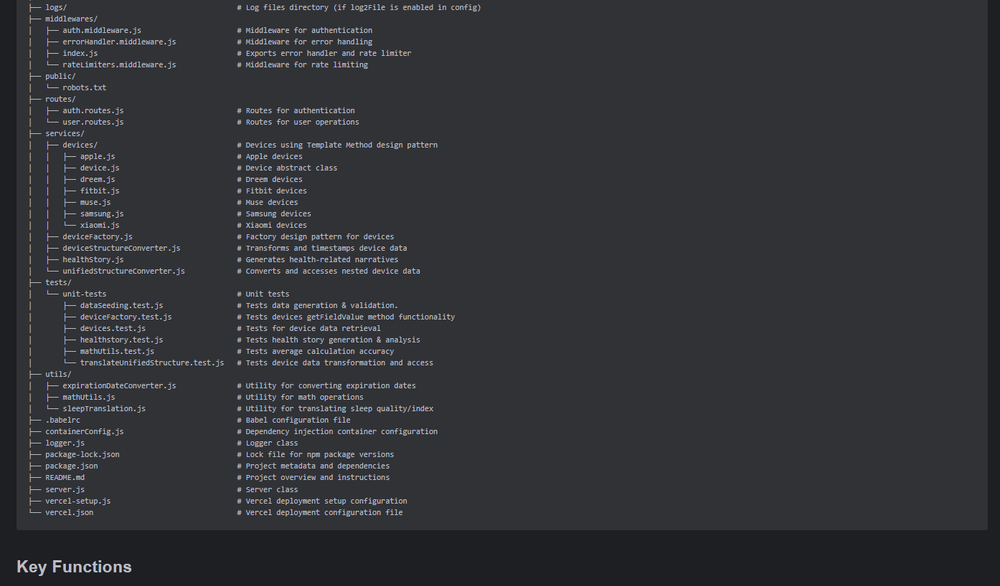 ├── logs/                                       # Log files directory (if log2File is enabled in config)
├── middlewares/
│   ├── auth.middleware.js                      # Middleware for authentication
│   ├── errorHandler.middleware.js              # Middleware for error handling
│   ├── index.js                                # Exports error handler and rate limiter
│   └── rateLimiters.middleware.js              # Middleware for rate limiting
├── public/
│   └── robots.txt
├── routes/
│   ├── auth.routes.js                          # Routes for authentication
│   └── user.routes.js                          # Routes for user operations
├── services/
│   ├── devices/                                # Devices using Template Method design pattern
│   │   ├── apple.js                            # Apple devices
│   │   ├── device.js                           # Device abstract class
│   │   ├── dreem.js                            # Dreem devices
│   │   ├── fitbit.js                           # Fitbit devices
│   │   ├── muse.js                             # Muse devices
│   │   ├── samsung.js                          # Samsung devices
│   │   └── xiaomi.js                           # Xiaomi devices
│   ├── deviceFactory.js                        # Factory design pattern for devices
│   ├── deviceStructureConverter.js             # Transforms and timestamps device data
│   ├── healthStory.js                          # Generates health-related narratives
│   └── unifiedStructureConverter.js            # Converts and accesses nested device data
├── tests/
│   └── unit-tests                              # Unit tests
│       ├── dataSeeding.test.js                 # Tests data generation & validation.
│       ├── deviceFactory.test.js               # Tests devices getFieldValue method functionality
│       ├── devices.test.js                     # Tests for device data retrieval
│       ├── healthstory.test.js                 # Tests health story generation & analysis
│       ├── mathUtils.test.js                   # Tests average calculation accuracy
│       └── translateUnifiedStructure.test.js   # Tests device data transformation and access
├── utils/
│   ├── expirationDateConverter.js              # Utility for converting expiration dates
│   ├── mathUtils.js                            # Utility for math operations
│   └── sleepTranslation.js                     # Utility for translating sleep quality/index
├── .babelrc                                    # Babel configuration file
├── containerConfig.js                          # Dependency injection container configuration
├── logger.js                                   # Logger class
├── package-lock.json                           # Lock file for npm package versions
├── package.json                                # Project metadata and dependencies
├── README.md                                   # Project overview and instructions
├── server.js                                   # Server class
├── vercel-setup.js                             # Vercel deployment setup configuration
└── vercel.json                                 # Vercel deployment configuration file
Key Functions